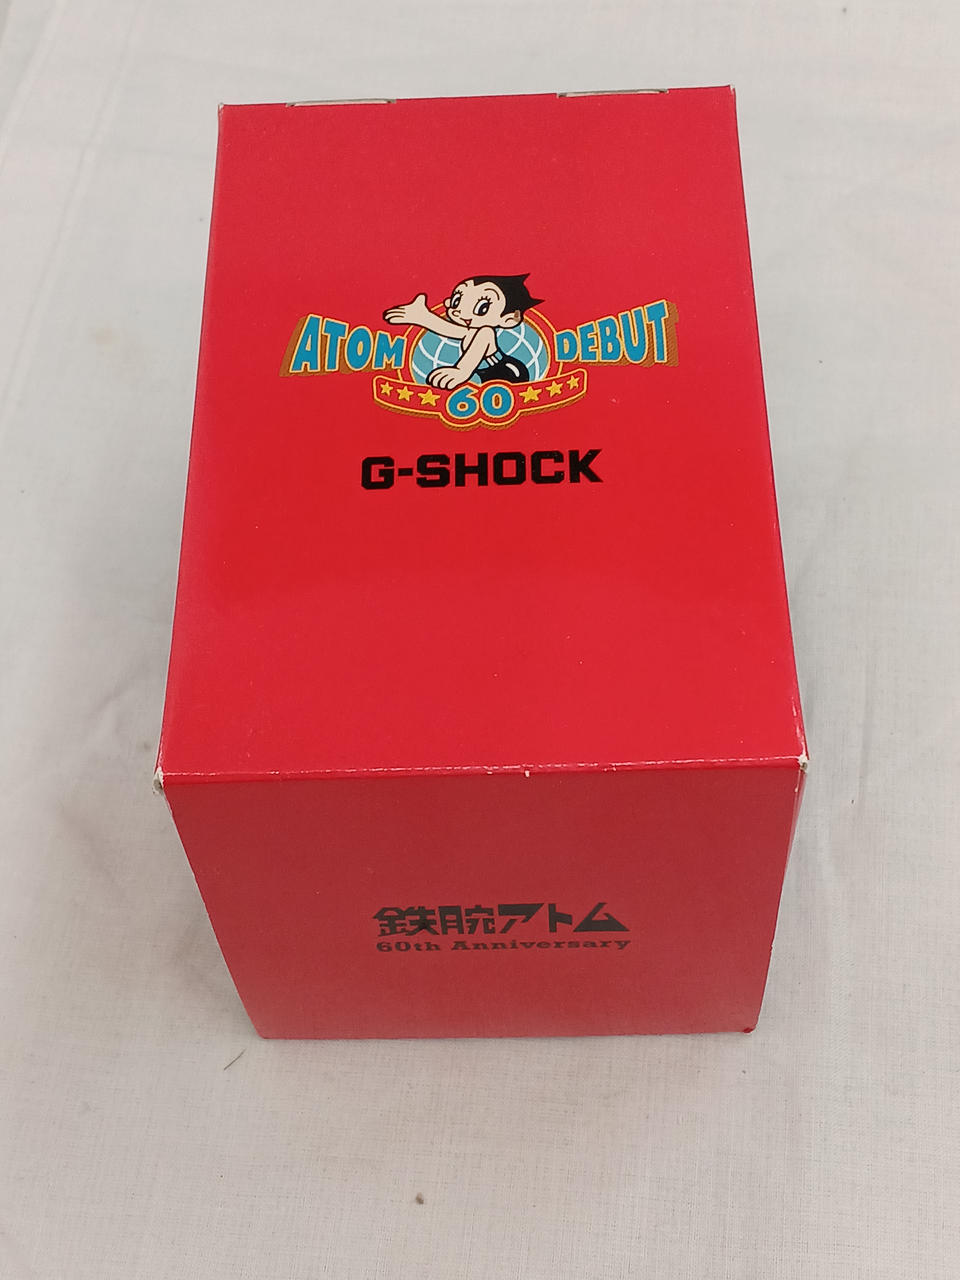 ATOM DEBUT
60
G-SHOCK
鉄腕アトム
60th Anniversary